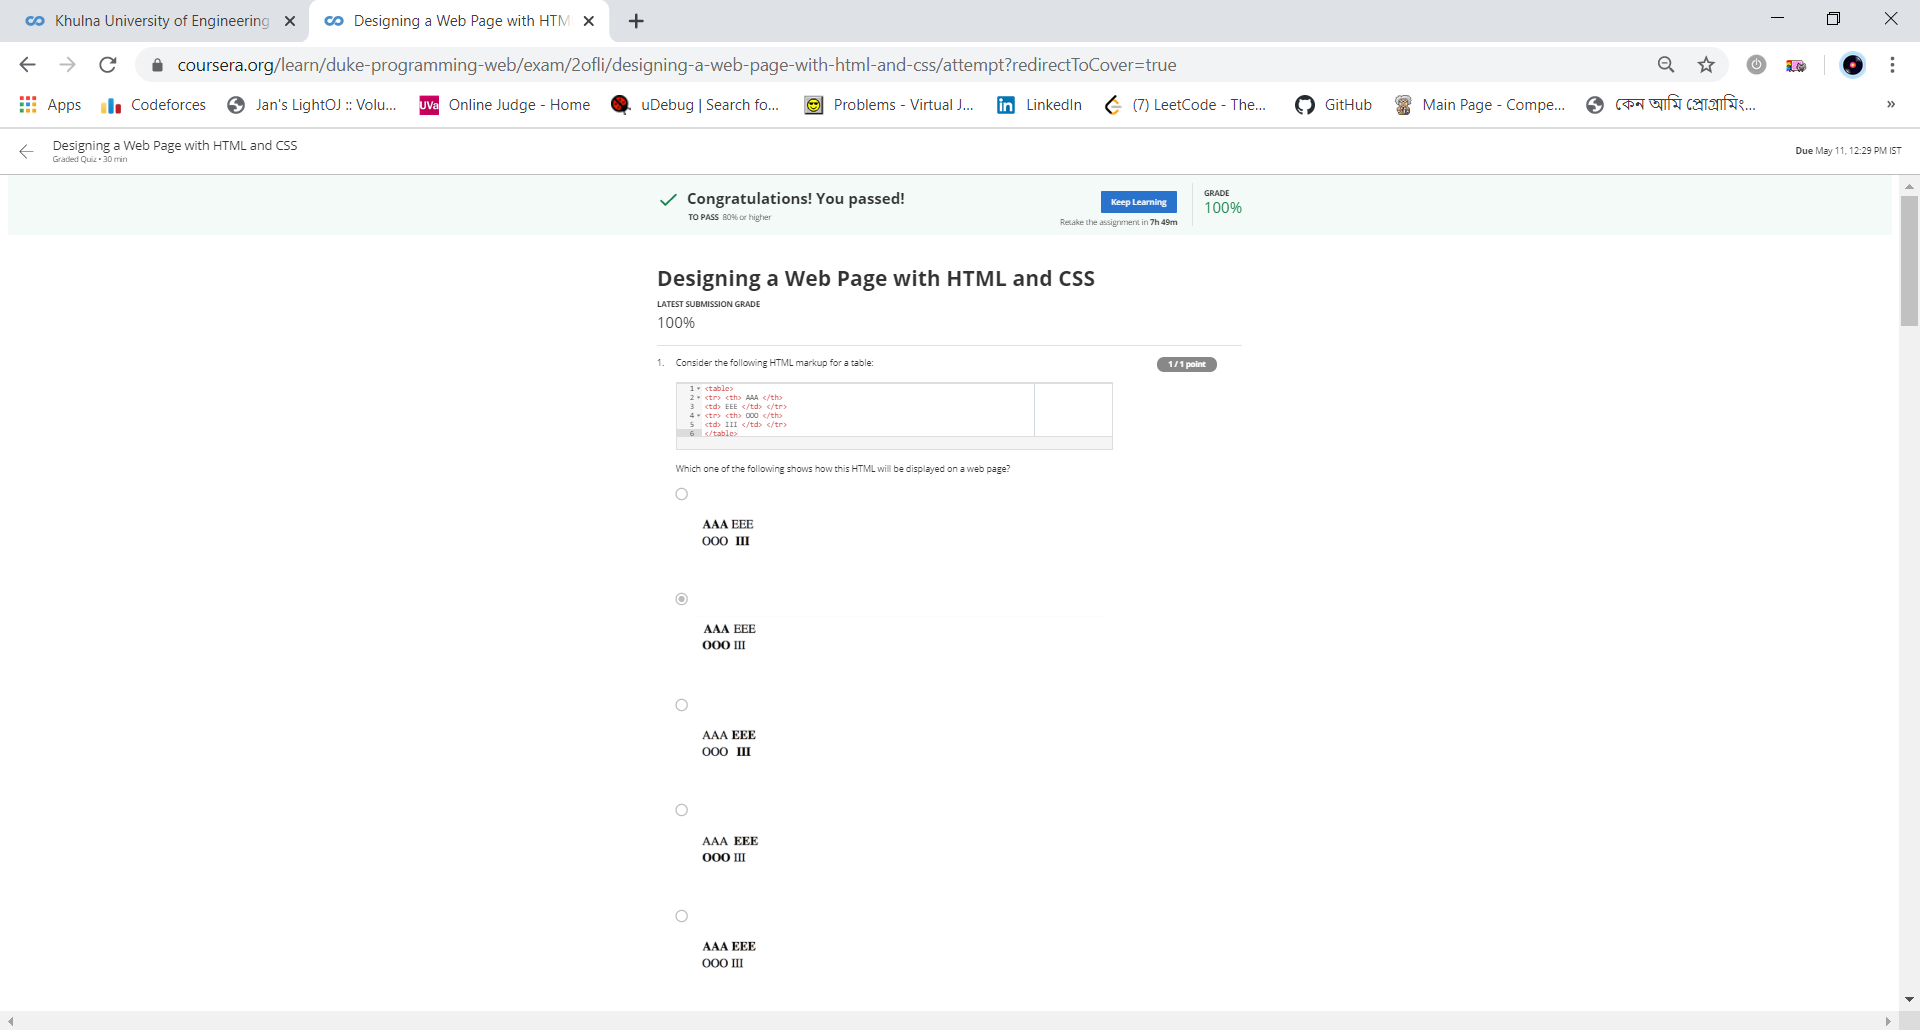 Khulna University of Engineering
Designing a Web Page with HTM
coursera.org/learn/duke-programming-web/exam/2ofli/designing-a-web-page-with-html-and-css/attempt?redirectToCover=true
Apps
Codeforces
Jan's LightOJ :: Volu...
UVa
Online Judge - Home
uDebug | Search fo...
Problems - Virtual J...
in
LinkedIn
(7) LeetCode - The...
GitHub
Main Page - Compe...
কেন আমি প্রোগ্রামিং...
»
Designing a Web Page with HTML and CSS
Graded Quiz • 30 min
Due May 11, 12:29 PM IST
Congratulations! You passed!
TO PASS 80% or higher
Keep Learning
Retake the assignment in 7h 49m
GRADE
100%
Designing a Web Page with HTML and CSS
LATEST SUBMISSION GRADE
100%
1. Consider the following HTML markup for a table:
1 / 1 point
1 <table>
2 <tr> <th> AAA </th>
3 <td> EEE </td> </tr>
4 <tr> <th> OOO </th>
5 <td> III </td> </tr>
6 </table>
Which one of the following shows how this HTML will be displayed on a web page?
AAA EEE
OOO III
AAA EEE
OOO III
AAA EEE
OOO III
AAA EEE
OOO III
AAA EEE
OOO III